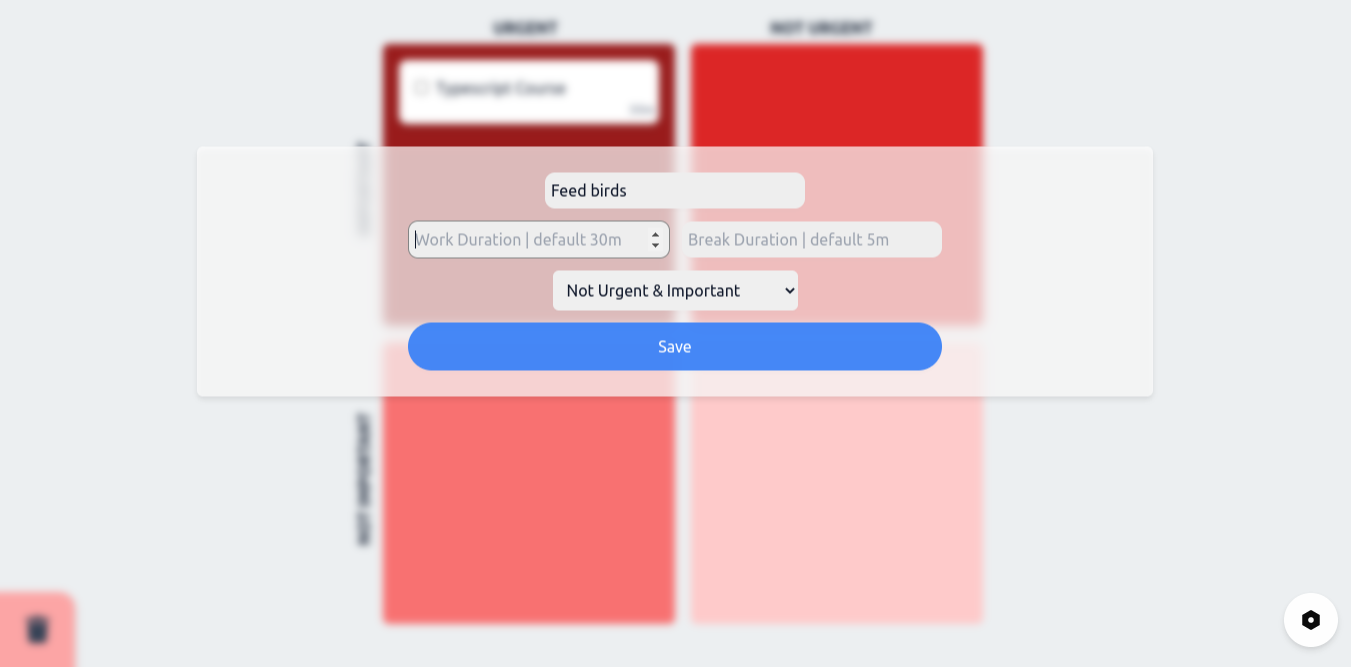 URGENT
NOT URGENT
Typescript Course
Feed birds
Work Duration | default 30m
Break Duration | default 5m
Not Urgent & Important
Save
NOT IMPORTANT